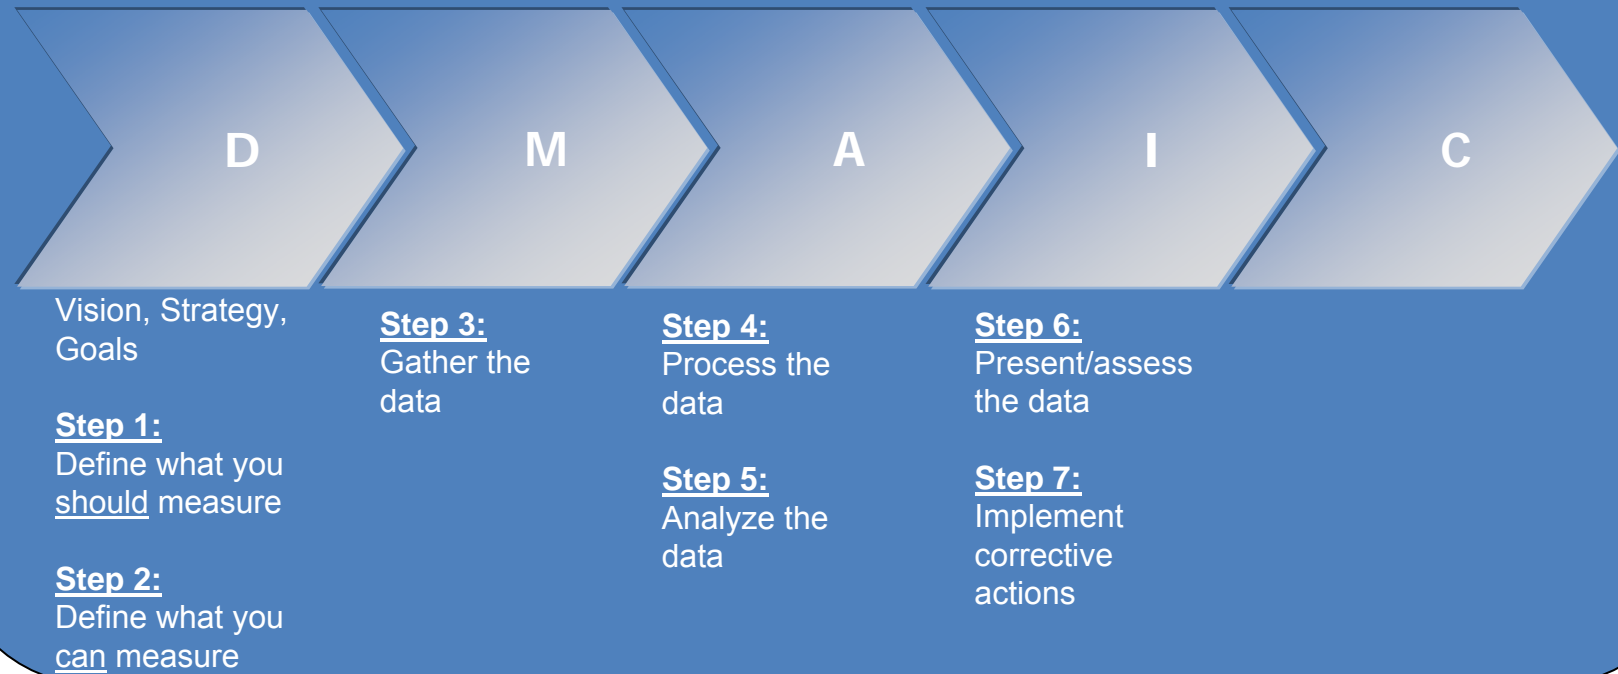 D
M
A
I
C
Vision, Strategy,
Goals
Step 1:
Define what you
should measure
Step 2:
Define what you
can measure
Step 3:
Gather the
data
Step 4:
Process the
data
Step 5:
Analyze the
data
Step 6:
Present/assess
the data
Step 7:
Implement
corrective
actions